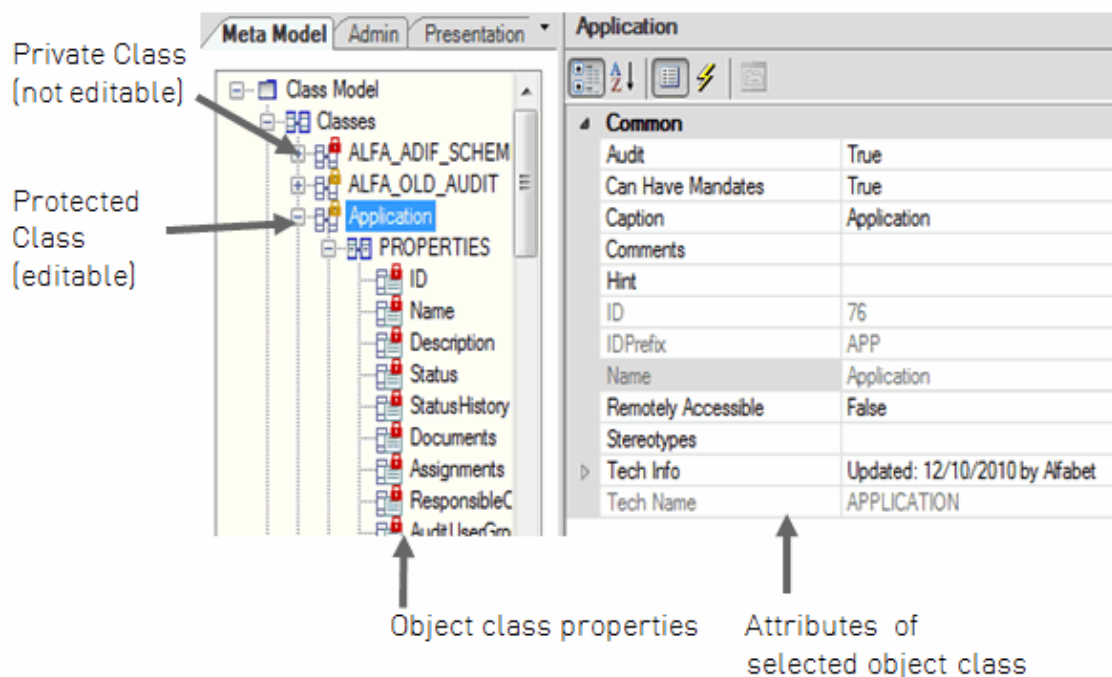 Private Class
(not editable)
Protected
Class
(editable)
Meta Model Admin Presentation
Class Model
Classes
ALFA_ADIF_SCHEM
ALFA_OLD_AUDIT
Application
PROPERTIES
ID
Name
Description
Status
StatusHistory
Documents
Assignments
ResponsibleC
AuditUserGro
Application
Common
Audit True
Can Have Mandates True
Caption Application
Comments
Hint
ID 76
IDPrefix APP
Name Application
Remotely Accessible False
Stereotypes
Tech Info Updated: 12/10/2010 by Alfabet
Tech Name APPLICATION
Object class properties
Attributes of
selected object class